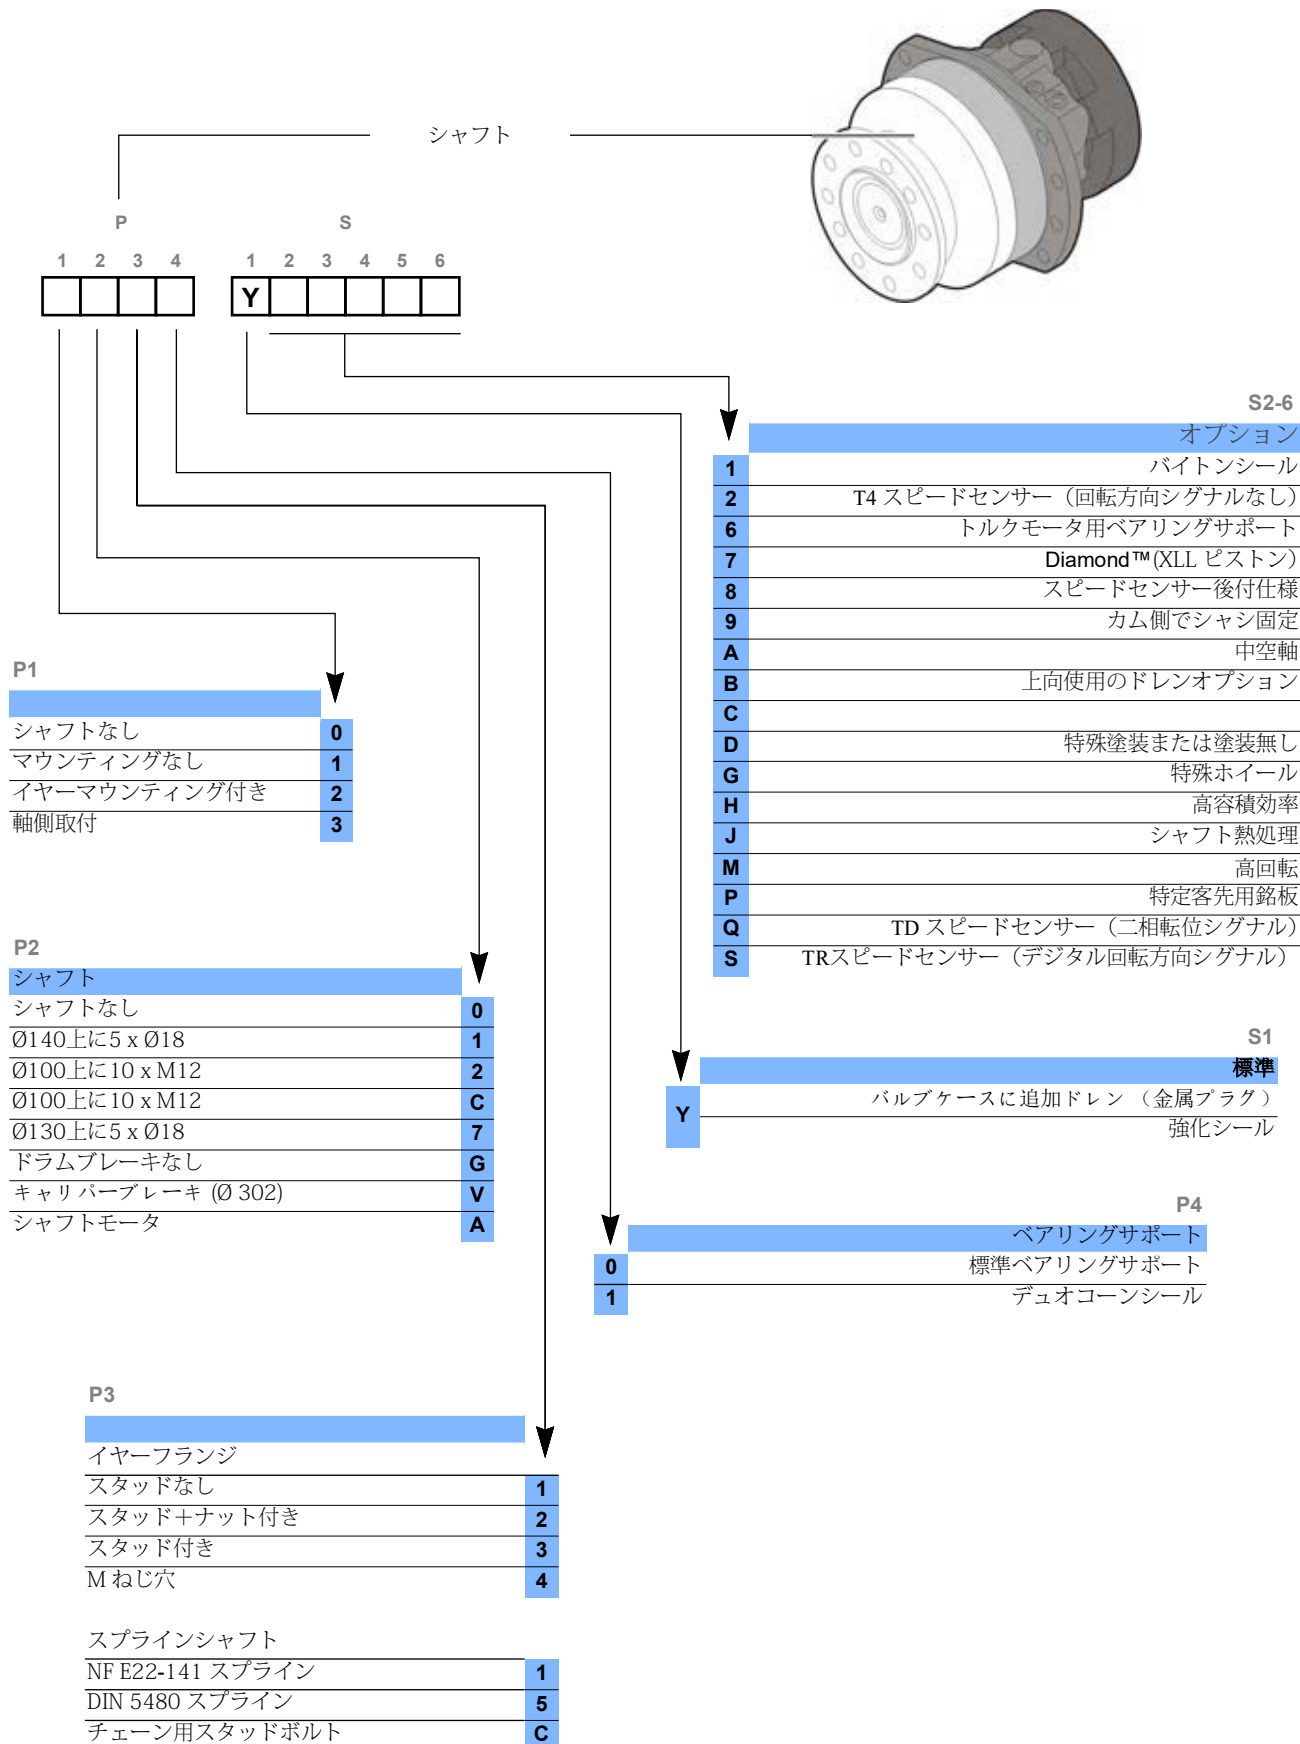 シャフト
P
S
1 2 3 4
1 2 3 4 5 6
Y
S2-6
オプション
1 バイトンシール
2 T4 スピードセンサー（回転方向シグナルなし）
6 トルクモータ用ベアリングサポート
7 Diamond™(XLL ピストン）
8 スピードセンサー後付仕様
9 カム側でシャシ固定
A 中空軸
B 上向使用のドレンオプション
C
D 特殊塗装または塗装無し
G 特殊ホイール
H 高容積効率
J シャフト熱処理
M 高回転
P 特定客先用銘板
Q TD スピードセンサー（二相転位シグナル）
S TRスピードセンサー（デジタル回転方向シグナル）
P1
シャフトなし 0
マウンティングなし 1
イヤーマウンティング付き 2
軸側取付 3
P2
シャフト
シャフトなし 0
Ø140上に5 x Ø18 1
Ø100上に10 x M12 2
Ø100上に10 x M12 C
Ø130上に5 x Ø18 7
ドラムブレーキなし G
キャリパーブレーキ (Ø 302) V
シャフトモータ A
S1
標準
Y バルブケースに追加ドレン （金属プラグ）
強化シール
P4
ベアリングサポート
0 標準ベアリングサポート
1 デュオコーンシール
P3
イヤーフランジ
スタッドなし 1
スタッド＋ナット付き 2
スタッド付き 3
M ねじ穴 4
スプラインシャフト
NF E22-141 スプライン 1
DIN 5480 スプライン 5
チェーン用スタッドボルト C